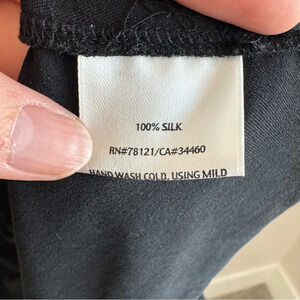 100% SILK
RN#78121/CA#34460
HAND WASH COLD, USING MILD